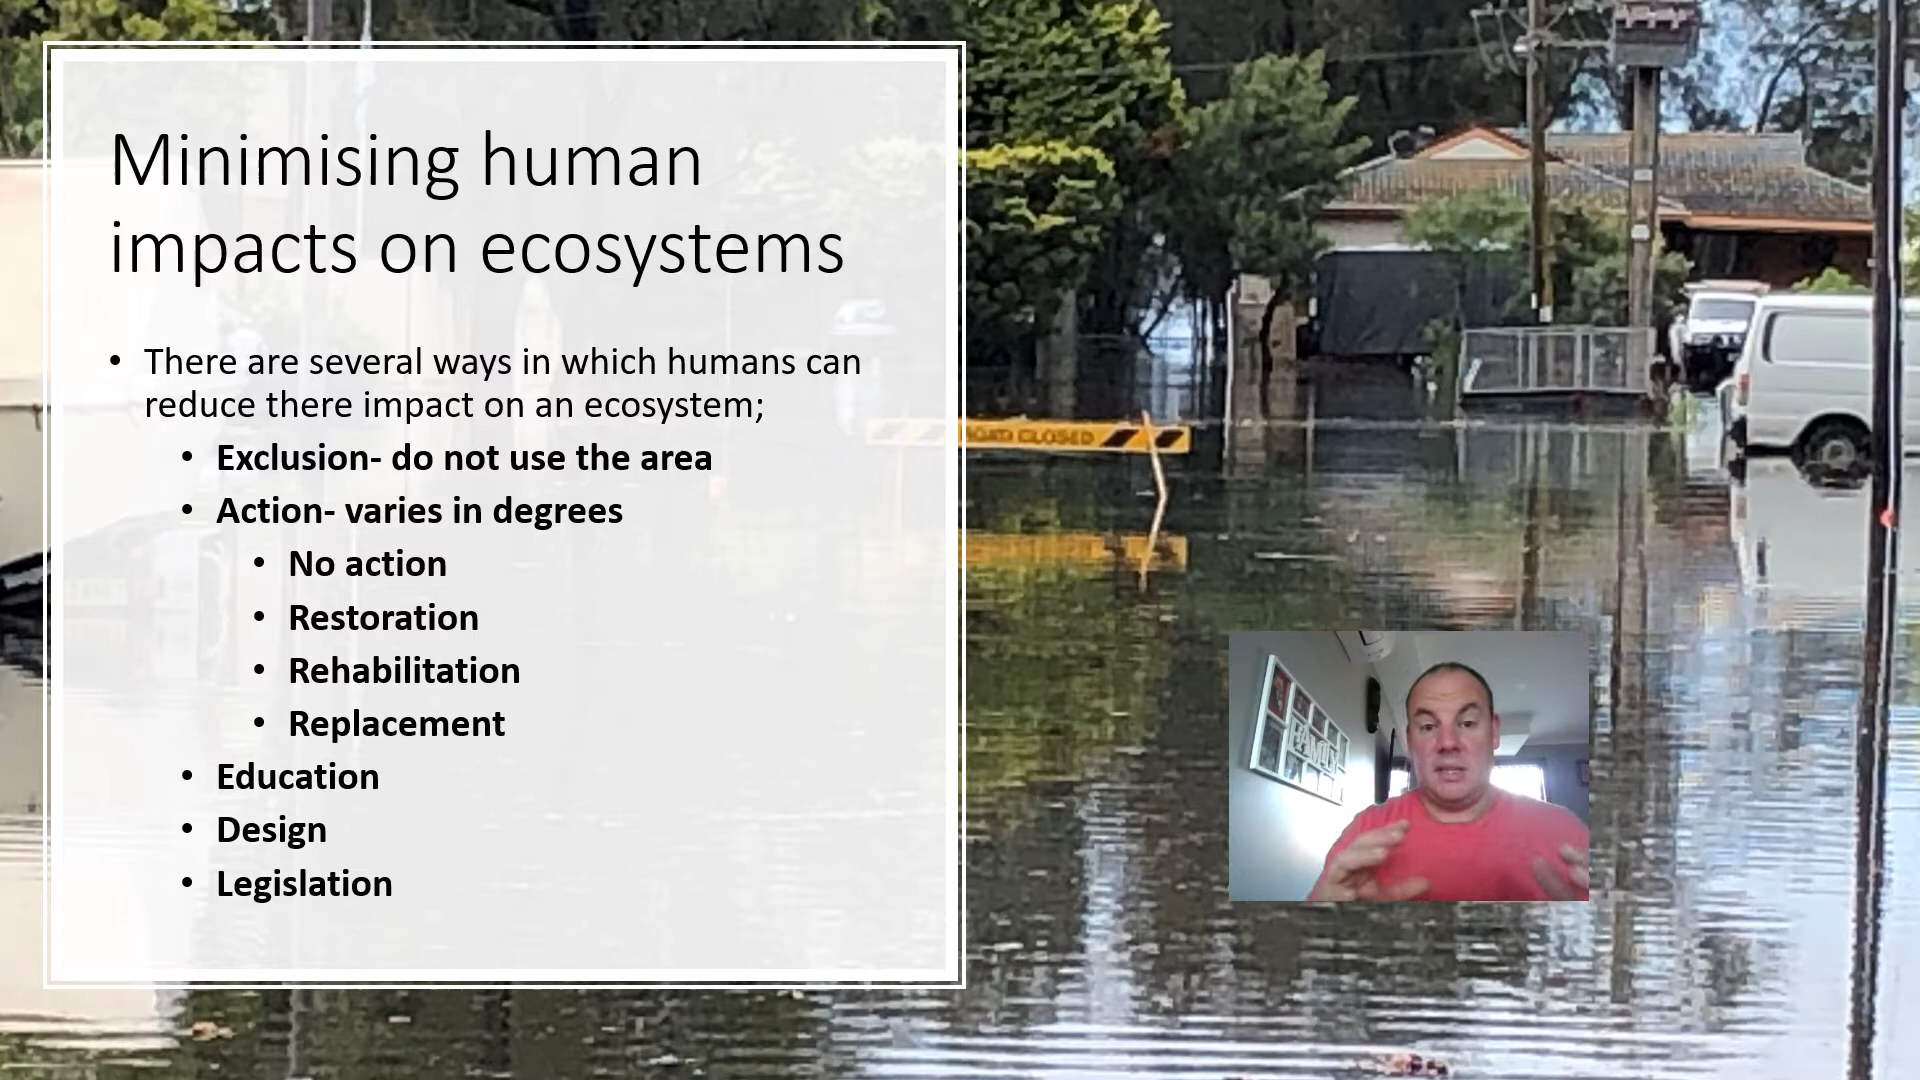 Minimising human
impacts on ecosystems
• There are several ways in which humans can
reduce there impact on an ecosystem;
• Exclusion- do not use the area
• Action- varies in degrees
• No action
• Restoration
• Rehabilitation
• Replacement
• Education
• Design
• Legislation
ROAD CLOSED
FAMILY